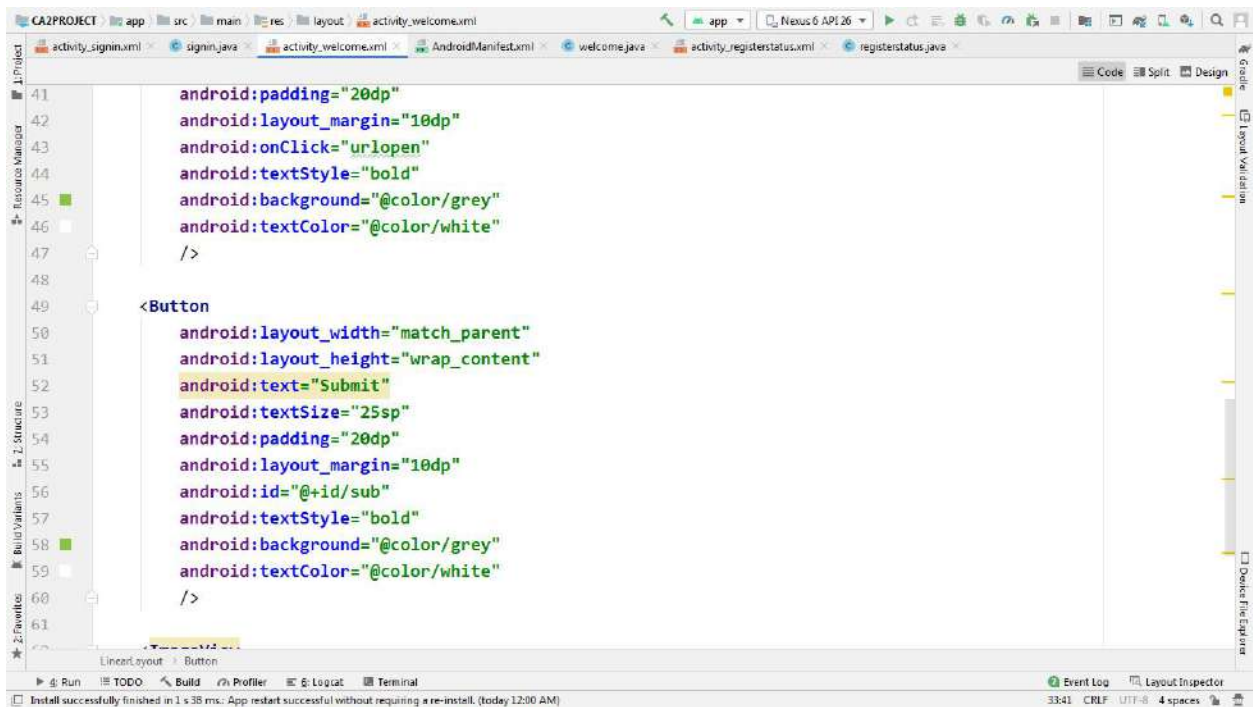 CA2PROJECT app src main res layout activity_welcome.xml app Nexus 6 API 26
activity_signin.xml signin.java activity_welcome.xml AndroidManifest.xml welcome.java activity_registerstatus.xml registerstatus.java
Code Split Design
1: Project
Resource Manager
Z: Structure
Build Variants
2: Favorites
Gradle
Layout Validation
Device File Explorer
41 android:padding="20dp"
42 android:layout_margin="10dp"
43 android:onClick="urlopen"
44 android:textStyle="bold"
45 android:background="@color/grey"
46 android:textColor="@color/white"
47 />
48
49 <Button
50 android:layout_width="match_parent"
51 android:layout_height="wrap_content"
52 android:text="Submit"
53 android:textSize="25sp"
54 android:padding="20dp"
55 android:layout_margin="10dp"
56 android:id="@+id/sub"
57 android:textStyle="bold"
58 android:background="@color/grey"
59 android:textColor="@color/white"
60 />
61
LinearLayout Button
4: Run TODO Build Profiler 6: Logcat Terminal Event Log Layout Inspector
Install successfully finished in 1 s 38 ms.: App restart successful without requiring a re-install. (today 12:00 AM) 33:41 CRLF UTF-8 4 spaces